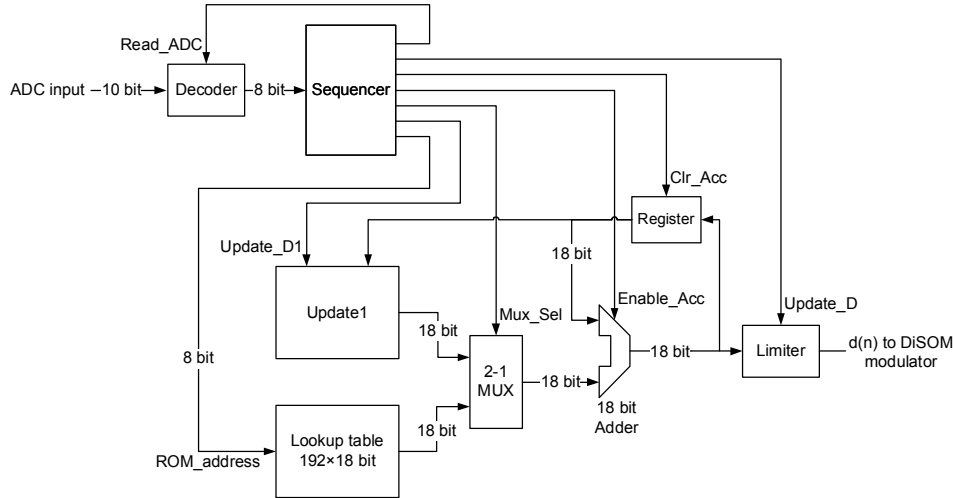 Read_ADC
ADC input
10 bit
Decoder
8 bit
Sequencer
Clr_Acc
Register
Update_D1
18 bit
Update1
Enable_Acc
Update_D
Mux_Sel
18 bit
8 bit
2-1
MUX
18 bit
18 bit
Limiter
d(n) to DiSOM
modulator
18 bit
Adder
18 bit
Lookup table
192×18 bit
ROM_address